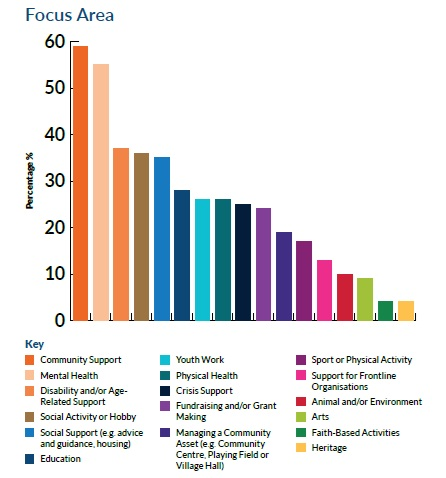 Focus Area
60
50
40
30
20
10
0
Percentage %
Key
Community Support
Mental Health
Disability and/or Age-
Related Support
Social Activity or Hobby
Social Support (e.g. advice
and guidance, housing)
Education
Youth Work
Physical Health
Crisis Support
Fundraising and/or Grant
Making
Managing a Community
Asset (e.g. Community
Centre, Playing Field or
Village Hall)
Sport or Physical Activity
Support for Frontline
Organisations
Animal and/or Environment
Arts
Faith-Based Activities
Heritage